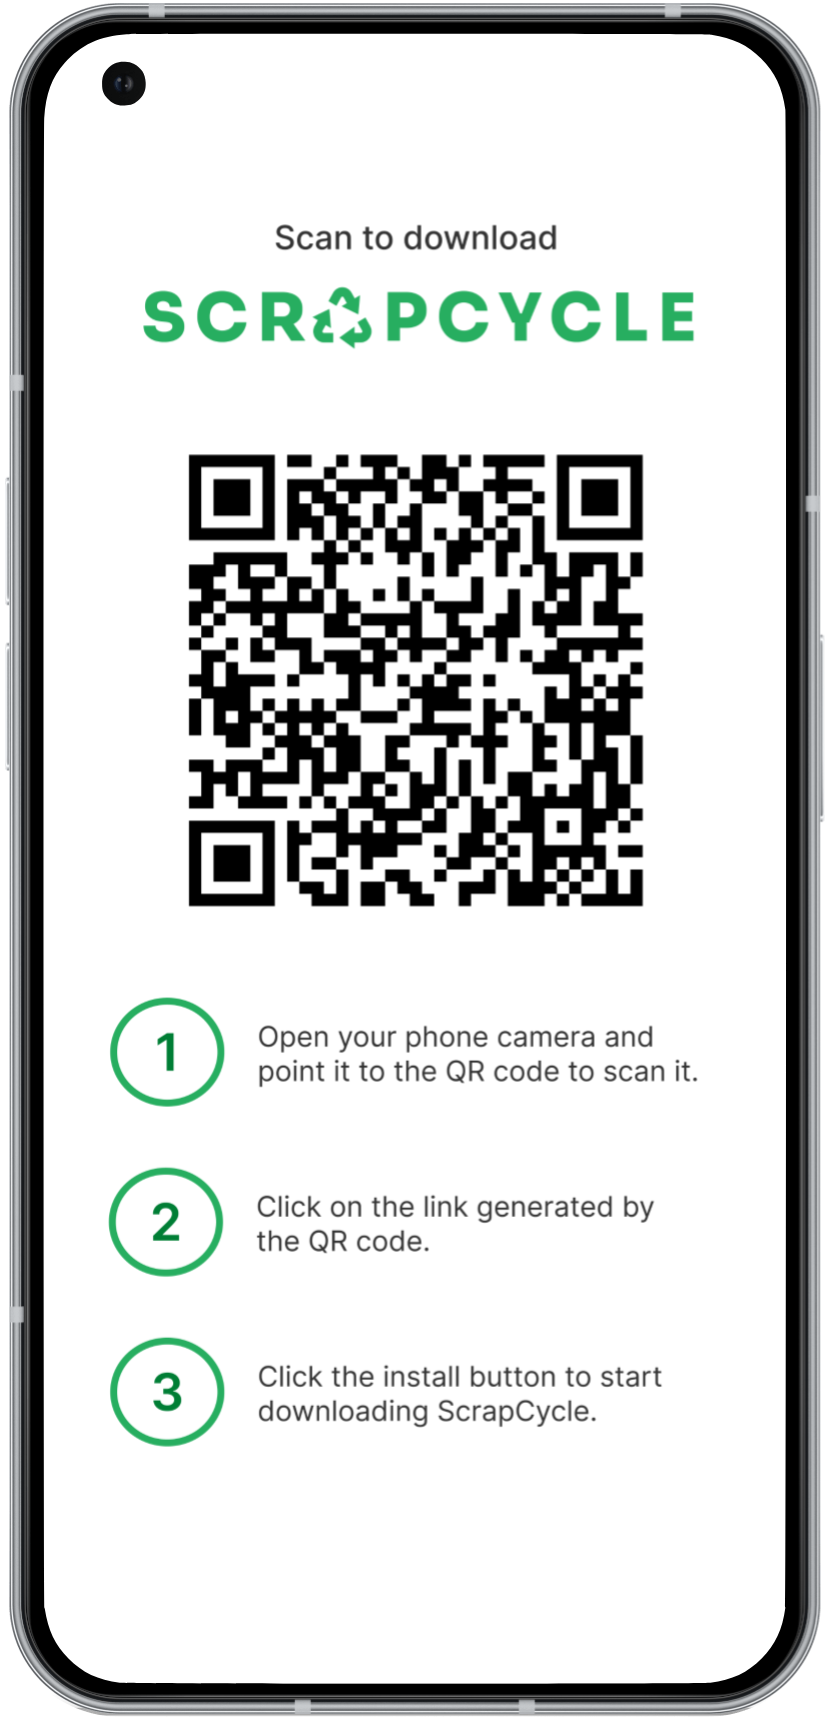 Scan to download
SCRAPCYCLE
1
Open your phone camera and
point it to the QR code to scan it.
2
Click on the link generated by
the QR code.
3
Click the install button to start
downloading ScrapCycle.